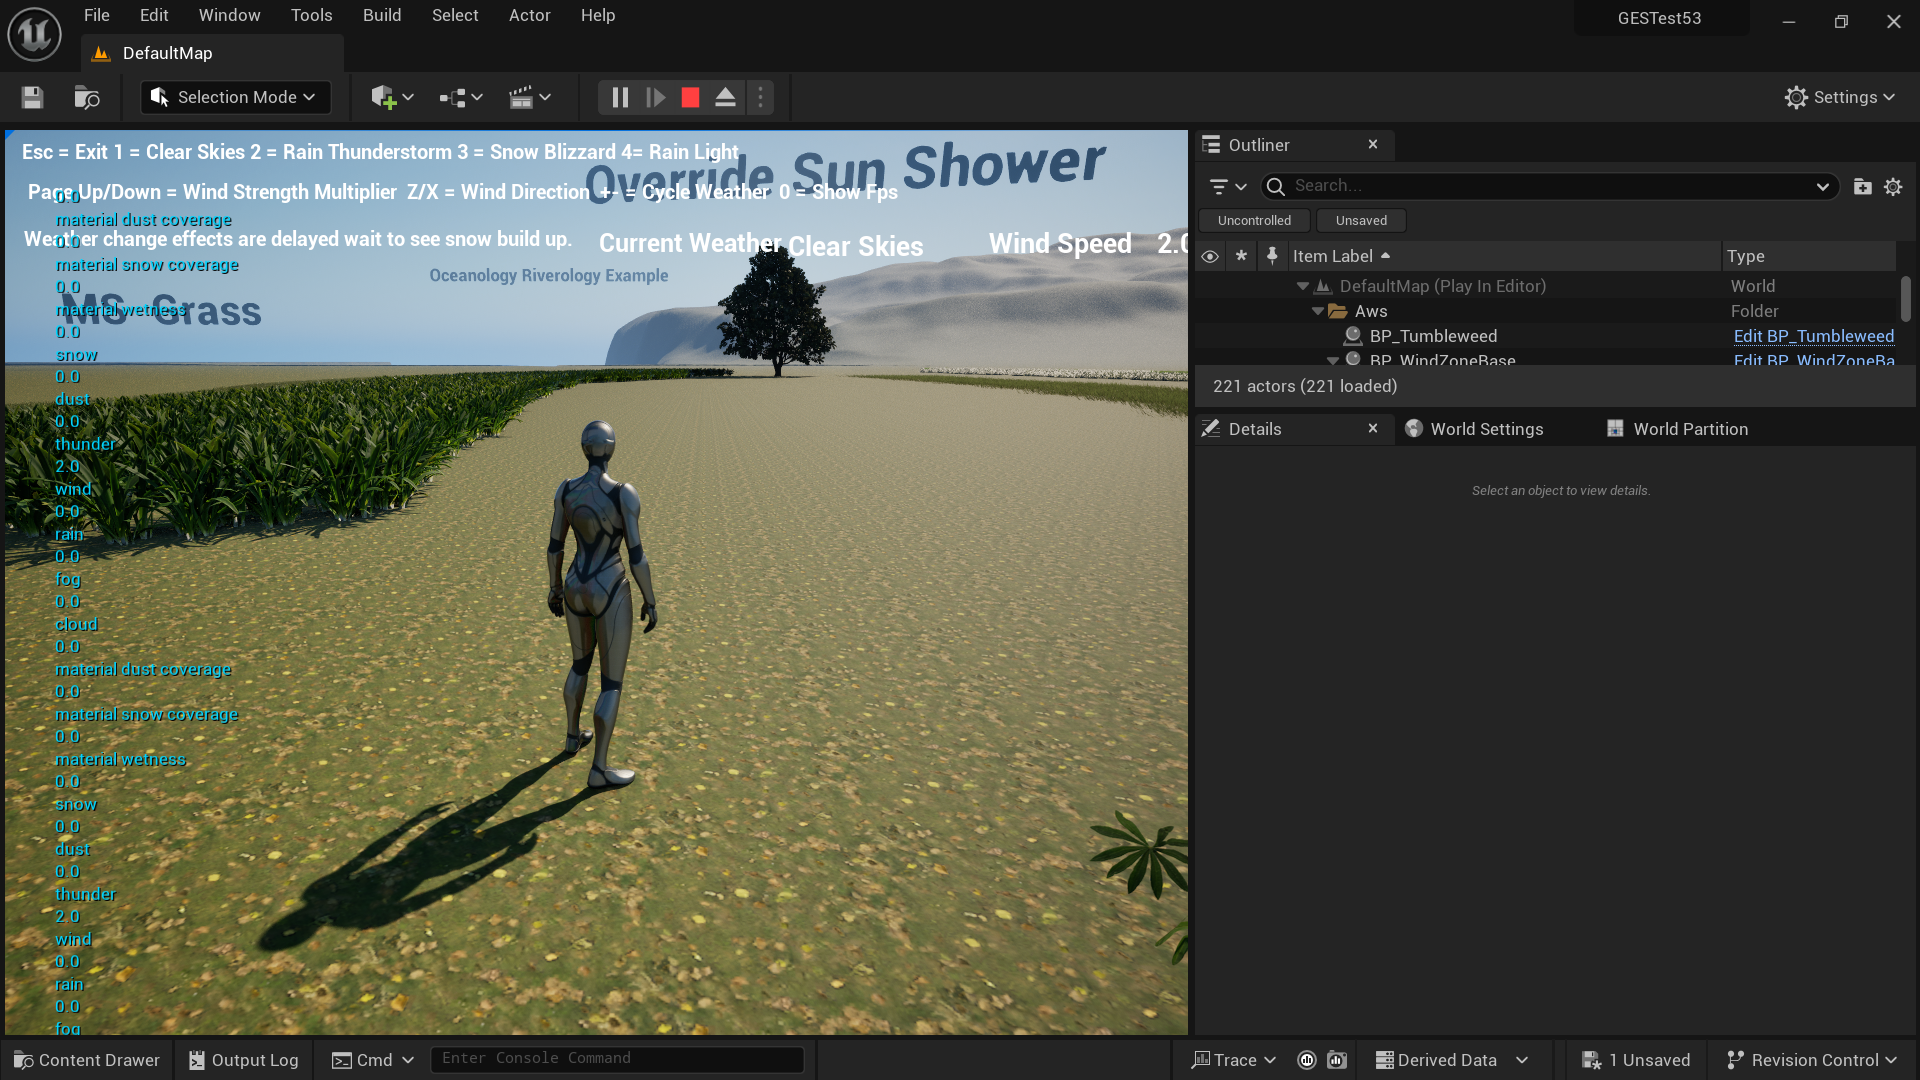 File Edit Window Tools Build Select Actor Help
GESTest53
DefaultMap
Selection Mode
Settings
Esc = Exit 1 = Clear Skies 2 = Rain Thunderstorm 3 = Snow Blizzard 4= Rain Light
Override Sun Shower
Page Up/Down = Wind Strength Multiplier Z/X = Wind Direction +- = Cycle Weather 0 = Show Fps
0.0
material dust coverage
Weather change effects are delayed wait to see snow build up.
Current Weather Clear Skies
Wind Speed 2.0
0.0
material snow coverage
Oceanology Riverology Example
0.0
MS Grass
material wetness
0.0
snow
0.0
dust
0.0
thunder
2.0
wind
0.0
rain
0.0
fog
0.0
cloud
0.0
material dust coverage
0.0
material snow coverage
0.0
material wetness
0.0
snow
0.0
dust
0.0
thunder
2.0
wind
0.0
rain
0.0
fog
Outliner
Search...
Uncontrolled Unsaved
Item Label Type
DefaultMap (Play In Editor) World
Aws Folder
BP_Tumbleweed Edit BP_Tumbleweed
BP_WindZoneBase Edit BP_WindZoneBa
221 actors (221 loaded)
Details World Settings World Partition
Select an object to view details.
Content Drawer Output Log Cmd Enter Console Command Trace Derived Data 1 Unsaved Revision Control